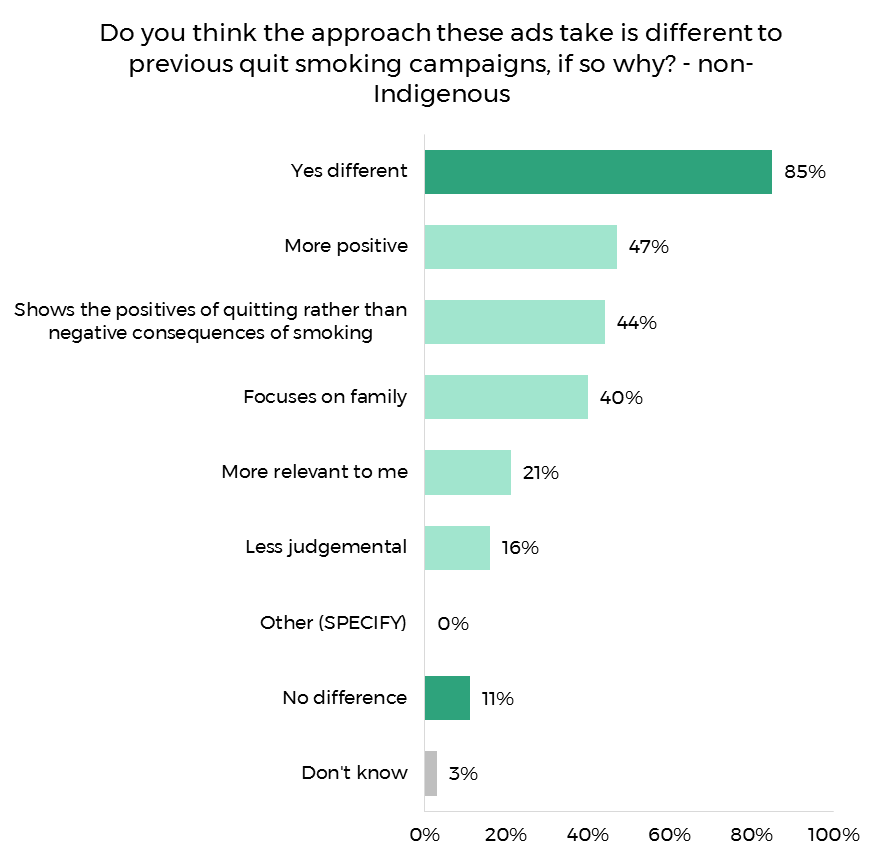 Do you think the approach these ads take is different to
previous quit smoking campaigns, if so why? - non-
Indigenous
Yes different
85%
More positive
47%
Shows the positives of quitting rather than
negative consequences of smoking
44%
Focuses on family
40%
More relevant to me
21%
Less judgemental
16%
Other (SPECIFY)
0%
No difference
11%
Don't know
3%
0% 20% 40% 60% 80% 100%